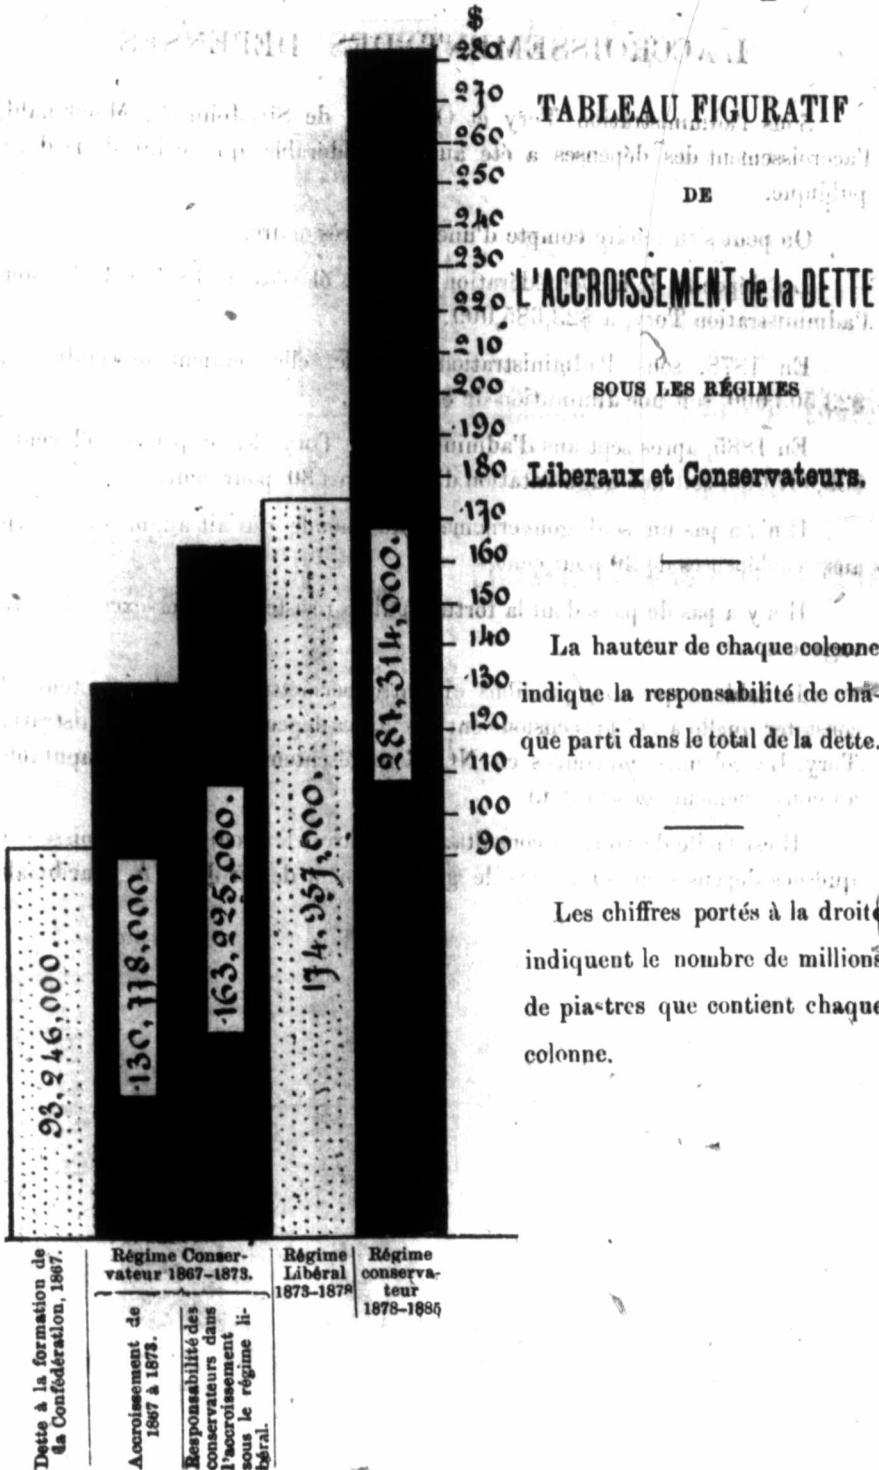 $
280
270
260
250
240
230
220
210
200
190
180
170
160
150
140
130
120
110
100
90
TABLEAU FIGURATIF
DE
L'ACCROISSEMENT de la DETTE
SOUS LES RÉGIMES
Liberaux et Conservateurs.
La hauteur de chaque colonne
indique la responsabilité de cha-
que parti dans le total de la dette.
Les chiffres portés à la droite
indiquent le nombre de millions
de piastres que contient chaque
colonne.
93.246,000.
130,778,000.
163,225,000.
174.957,000.
281,314,000.
Dette à la formation de
la Confédération, 1867.
Régime Conser-
vateur 1867-1873.
Accroissement de
1867 à 1873.
Responsabilité des
conservateurs dans
l'accroissement
sous le régime li-
béral.
Régime
Libéral
1873-1878
Régime
conserva-
teur
1878-1885